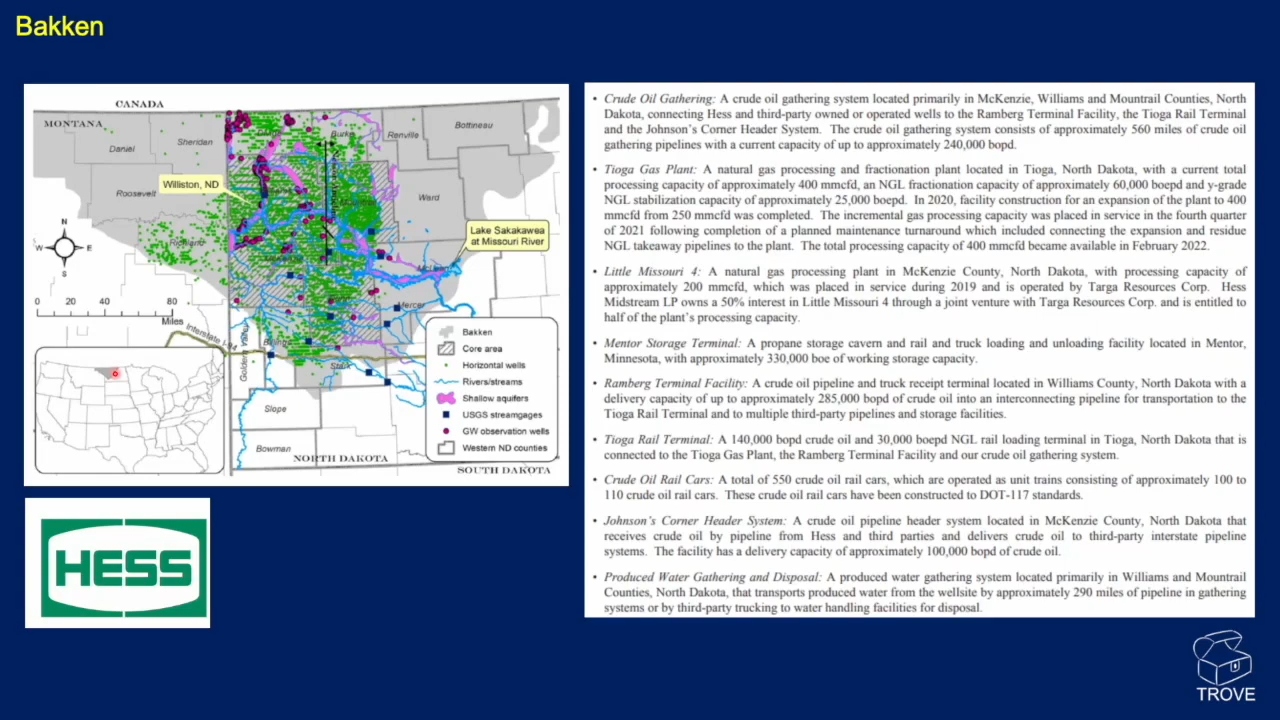 Bakken
CANADA
MONTANA
Bottineau
Burke
Renville
Sheridan
Daniel
Williston, ND
Roosevelt
Ward
Lake Sakakawea
at Missouri River
N
W
E
S
Richland
McLean
Mercer
0 20 40 80
Miles
Interstate I-94
Golden Valley
Billings
Stark
Slope
Bowman
NORTH DAKOTA
SOUTH DAKOTA
Bakken
Core area
Horizontal wells
Rivers/streams
Shallow aquifers
USGS streamgages
GW observation wells
Western ND counties
HESS
• Crude Oil Gathering: A crude oil gathering system located primarily in McKenzie, Williams and Mountrail Counties, North
Dakota, connecting Hess and third-party owned or operated wells to the Ramberg Terminal Facility, the Tioga Rail Terminal
and the Johnson's Corner Header System. The crude oil gathering system consists of approximately 560 miles of crude oil
gathering pipelines with a current capacity of up to approximately 240,000 bopd.
• Tioga Gas Plant: A natural gas processing and fractionation plant located in Tioga, North Dakota, with a current total
processing capacity of approximately 400 mmcfd, an NGL fractionation capacity of approximately 60,000 boepd and y-grade
NGL stabilization capacity of approximately 25,000 boepd. In 2020, facility construction for an expansion of the plant to 400
mmcfd from 250 mmcfd was completed. The incremental gas processing capacity was placed in service in the fourth quarter
of 2021 following completion of a planned maintenance turnaround which included connecting the expansion and residue
NGL takeaway pipelines to the plant. The total processing capacity of 400 mmcfd became available in February 2022.
• Little Missouri 4: A natural gas processing plant in McKenzie County, North Dakota, with processing capacity of
approximately 200 mmcfd, which was placed in service during 2019 and is operated by Targa Resources Corp. Hess
Midstream LP owns a 50% interest in Little Missouri 4 through a joint venture with Targa Resources Corp. and is entitled to
half of the plant's processing capacity.
• Mentor Storage Terminal: A propane storage cavern and rail and truck loading and unloading facility located in Mentor,
Minnesota, with approximately 330,000 boe of working storage capacity.
• Ramberg Terminal Facility: A crude oil pipeline and truck receipt terminal located in Williams County, North Dakota with a
delivery capacity of up to approximately 285,000 bopd of crude oil into an interconnecting pipeline for transportation to the
Tioga Rail Terminal and to multiple third-party pipelines and storage facilities.
• Tioga Rail Terminal: A 140,000 bopd crude oil and 30,000 boepd NGL rail loading terminal in Tioga, North Dakota that is
connected to the Tioga Gas Plant, the Ramberg Terminal Facility and our crude oil gathering system.
• Crude Oil Rail Cars: A total of 550 crude oil rail cars, which are operated as unit trains consisting of approximately 100 to
110 crude oil rail cars. These crude oil rail cars have been constructed to DOT-117 standards.
• Johnson's Corner Header System: A crude oil pipeline header system located in McKenzie County, North Dakota that
receives crude oil by pipeline from Hess and third parties and delivers crude oil to third-party interstate pipeline
systems. The facility has a delivery capacity of approximately 100,000 bopd of crude oil.
• Produced Water Gathering and Disposal: A produced water gathering system located primarily in Williams and Mountrail
Counties, North Dakota, that transports produced water from the wellsite by approximately 290 miles of pipeline in gathering
systems or by third-party trucking to water handling facilities for disposal.
TROVE